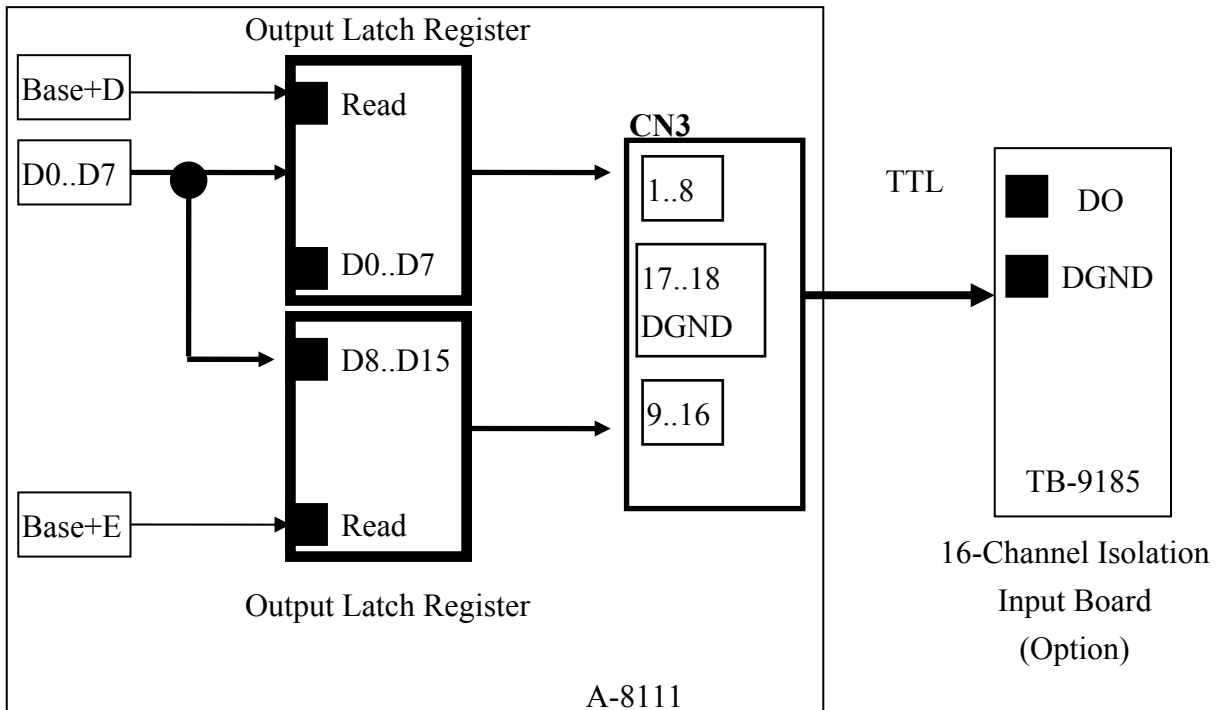 Output Latch Register
Base+D
Read
D0..D7
D0..D7
D8..D15
Base+E
Read
Output Latch Register
CN3
1..8
17..18
DGND
9..16
A-8111
TTL
DO
DGND
TB-9185
16-Channel Isolation
Input Board
(Option)